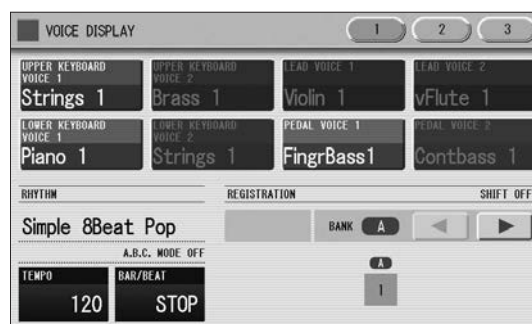 VOICE DISPLAY
1 2 3
UPPER KEYBOARD VOICE 1
Strings 1
UPPER KEYBOARD VOICE 2
Brass 1
LEAD VOICE 1
Violin 1
LEAD VOICE 2
vFlute 1
LOWER KEYBOARD VOICE 1
Piano 1
LOWER KEYBOARD VOICE 2
Strings 1
PEDAL VOICE 1
FingrBass1
PEDAL VOICE 2
Contbass 1
RHYTHM
Simple 8Beat Pop
A.B.C. MODE OFF
TEMPO
120
BAR/BEAT
STOP
REGISTRATION
SHIFT OFF
BANK A
A
1